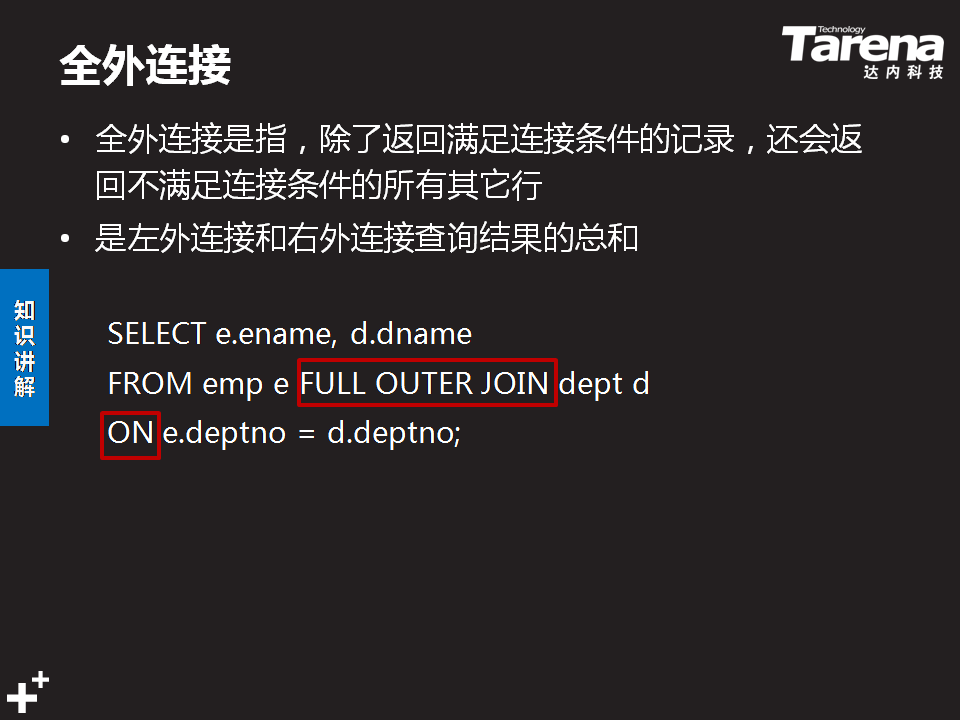 全外连接
Technology
Tarena
达内科技
• 全外连接是指，除了返回满足连接条件的记录，还会返
回不满足连接条件的所有其它行
• 是左外连接和右外连接查询结果的总和
知识讲解
SELECT e.ename, d.dname
FROM emp e FULL OUTER JOIN dept d
ON e.deptno = d.deptno;